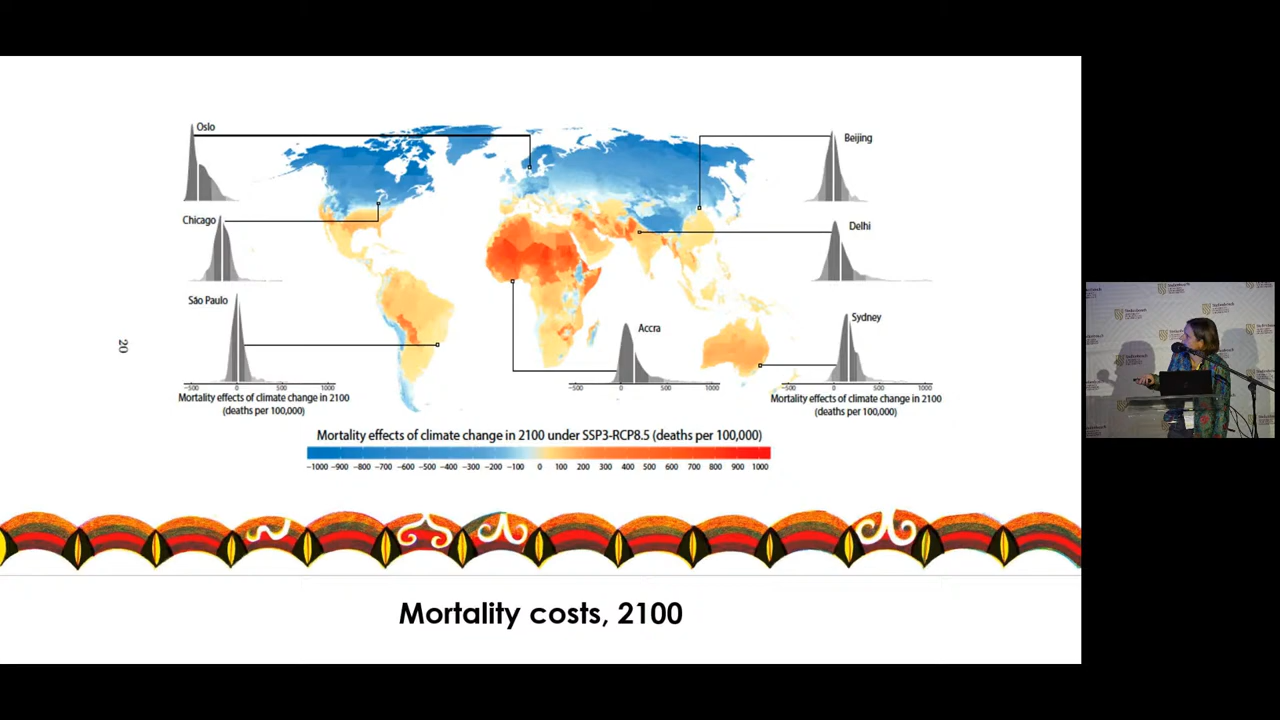 Oslo
Beijing
Chicago
Delhi
São Paulo
Sydney
Accra
20
−500 0 500 1000
Mortality effects of climate change in 2100
(deaths per 100,000)
−500 0 500 1000
−500 0 500 1000
Mortality effects of climate change in 2100
(deaths per 100,000)
Mortality effects of climate change in 2100 under SSP3-RCP8.5 (deaths per 100,000)
−1000 −900 −800 −700 −600 −500 −400 −300 −200 −100 0 100 200 300 400 500 600 700 800 900 1000
Mortality costs, 2100